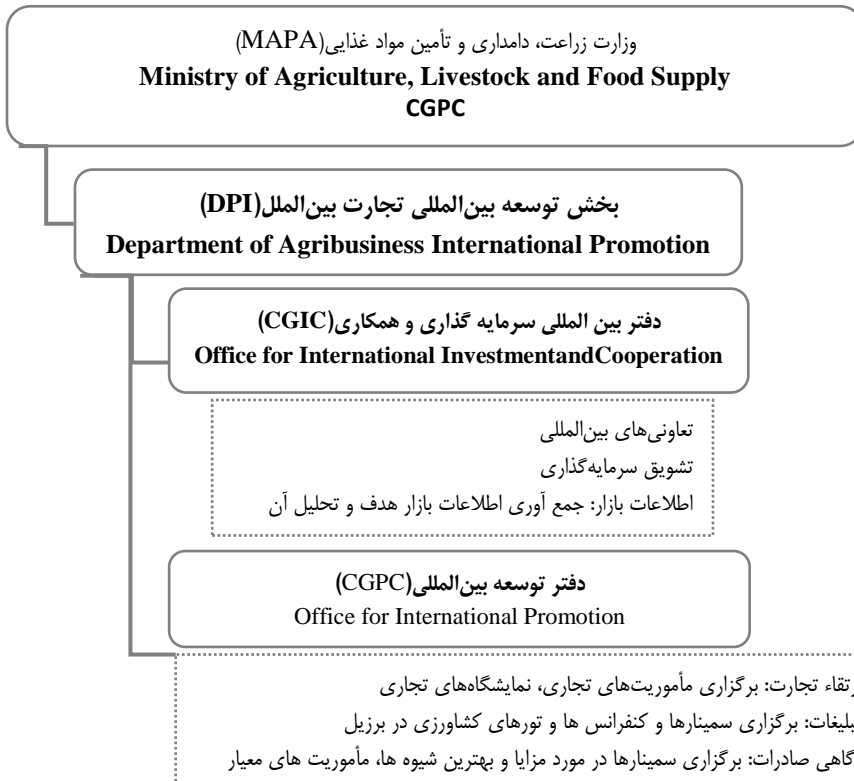 وزارت زراعت، دامداری و تأمین مواد غذایی(MAPA)
Ministry of Agriculture, Livestock and Food Supply
CGPC
بخش توسعه بین‌المللی تجارت بین‌الملل(DPI)
Department of Agribusiness International Promotion
دفتر بین المللی سرمایه گذاری و همکاری(CGIC)
Office for International InvestmentandCooperation
تعاونی‌های بین‌المللی
تشویق سرمایه‌گذاری
اطلاعات بازار: جمع آوری اطلاعات بازار هدف و تحلیل آن
دفتر توسعه بین‌المللی(CGPC)
Office for International Promotion
تجارت: برگزاری مأموریت‌های تجاری، نمایشگاه‌های تجاری
برگزاری سمینارها و کنفرانس ها و تورهای کشاورزی در برزیل
صادرات: برگزاری سمینارها در مورد مزایا و بهترین شیوه ها، مأموریت های معیار